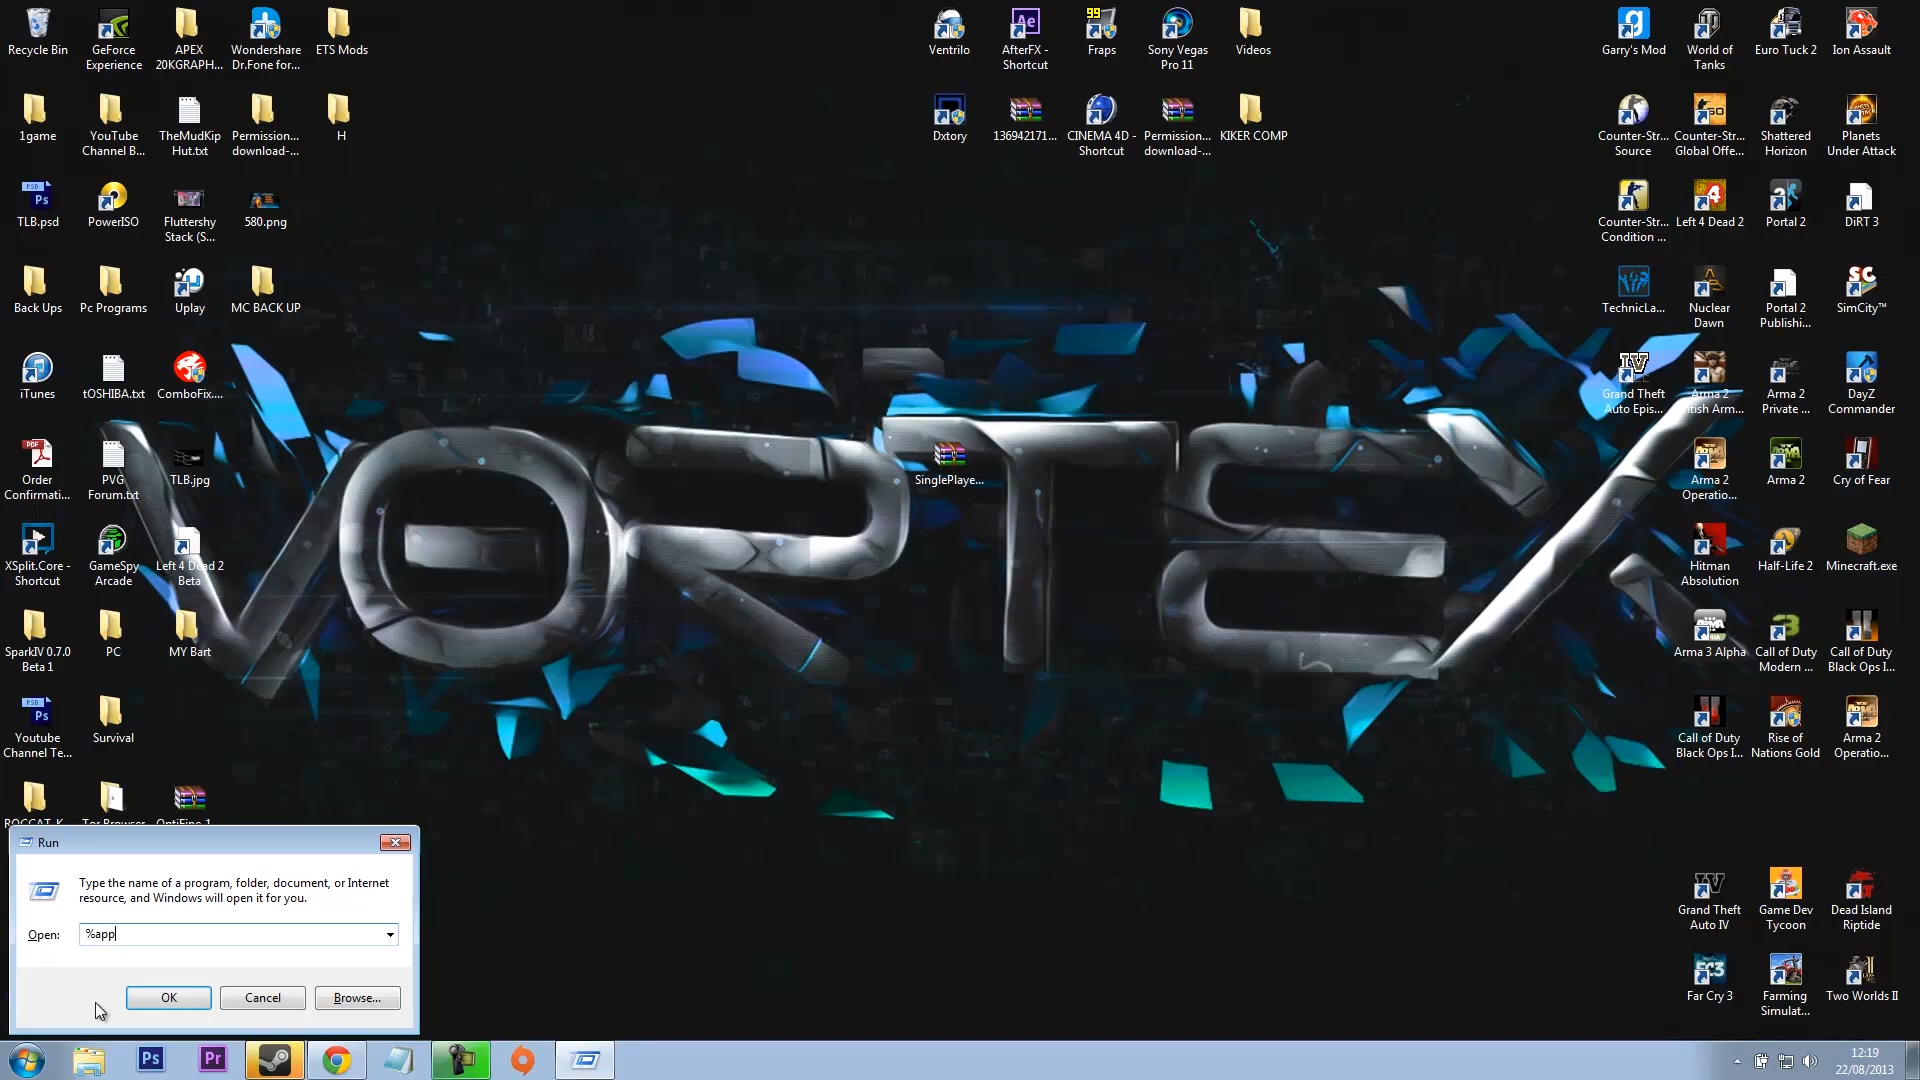 Recycle Bin
GeForce
Experience
APEX
20KGRAPH...
Wondershare
Dr.Fone for...
ETS Mods
Ventrilo
AfterFX -
Shortcut
99
Fraps
Sony Vegas
Pro 11
Videos
Garry's Mod
World of
Tanks
Euro Tuck 2
Ion Assault
1game
YouTube
Channel B...
TheMudKip
Hut.txt
Permission...
download-...
H
Dxtory
136942171...
CINEMA 4D -
Shortcut
Permission...
download-...
KIKER COMP
Counter-Str...
Source
Counter-Str...
Global Offe...
Shattered
Horizon
Planets
Under Attack
TLB.psd
PowerISO
Fluttershy
Stack (S...
580.png
Counter-Str...
Condition ...
Left 4 Dead 2
Portal 2
DiRT 3
Back Ups
Pc Programs
Uplay
MC BACK UP
TechnicLa...
Nuclear
Dawn
Portal 2
Publishi...
SimCity™
iTunes
tOSHIBA.txt
ComboFix....
Grand Theft
Auto Epis...
Arma 2
Arma 2
Private ...
DayZ
Commander
Order
Confirmati...
PVG
Forum.txt
TLB.jpg
SinglePlaye...
Arma 2
Operatio...
Arma 2
Cry of Fear
VORTEX
XSplit.Core -
Shortcut
GameSpy
Arcade
Left 4 Dead 2
Beta
Hitman
Absolution
Half-Life 2
Minecraft.exe
SparkIV 0.7.0
Beta 1
PC
MY Bart
Arma 3 Alpha
Call of Duty
Modern ...
Call of Duty
Black Ops I...
Youtube
Channel Te...
Survival
Call of Duty
Black Ops I...
Rise of
Nations Gold
Arma 2
Operatio...
Run
Type the name of a program, folder, document, or Internet
resource, and Windows will open it for you.
Open:
%app
OK
Cancel
Browse...
Grand Theft
Auto IV
Game Dev
Tycoon
Dead Island
Riptide
Far Cry 3
Farming
Simulat...
Two Worlds II
Ps
Pr
12:19
22/08/2013